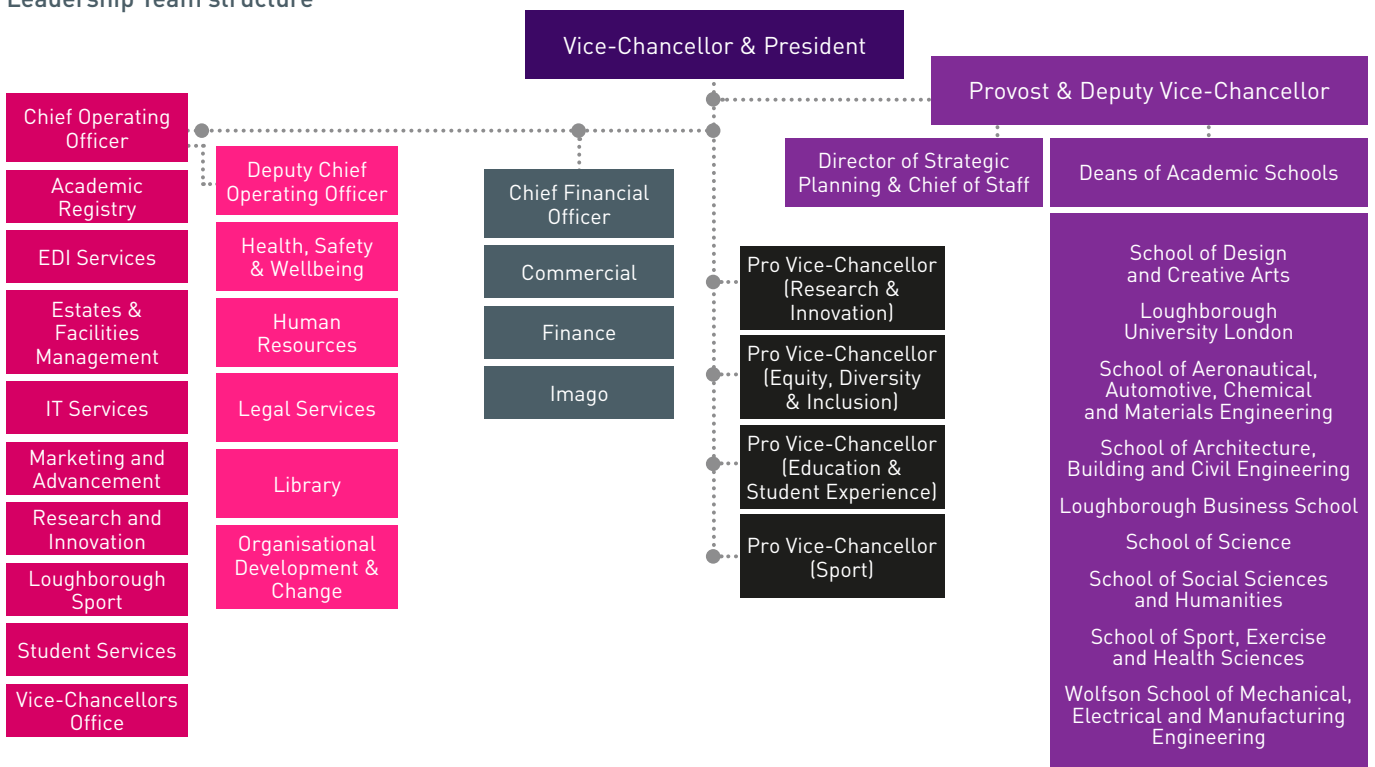 Leadership Team structure
Vice-Chancellor & President
Provost & Deputy Vice-Chancellor
Chief Operating
Officer
Academic
Registry
EDI Services
Estates &
Facilities
Management
IT Services
Marketing and
Advancement
Research and
Innovation
Loughborough
Sport
Student Services
Vice-Chancellors
Office
Deputy Chief
Operating Officer
Health, Safety
& Wellbeing
Human
Resources
Legal Services
Library
Organisational
Development &
Change
Chief Financial
Officer
Commercial
Finance
Imago
Pro Vice-Chancellor
(Research &
Innovation)
Pro Vice-Chancellor
(Equity, Diversity
& Inclusion)
Pro Vice-Chancellor
(Education &
Student Experience)
Pro Vice-Chancellor
(Sport)
Director of Strategic
Planning & Chief of Staff
Deans of Academic Schools
School of Design
and Creative Arts
Loughborough
University London
School of Aeronautical,
Automotive, Chemical
and Materials Engineering
School of Architecture,
Building and Civil Engineering
Loughborough Business School
School of Science
School of Social Sciences
and Humanities
School of Sport, Exercise
and Health Sciences
Wolfson School of Mechanical,
Electrical and Manufacturing
Engineering